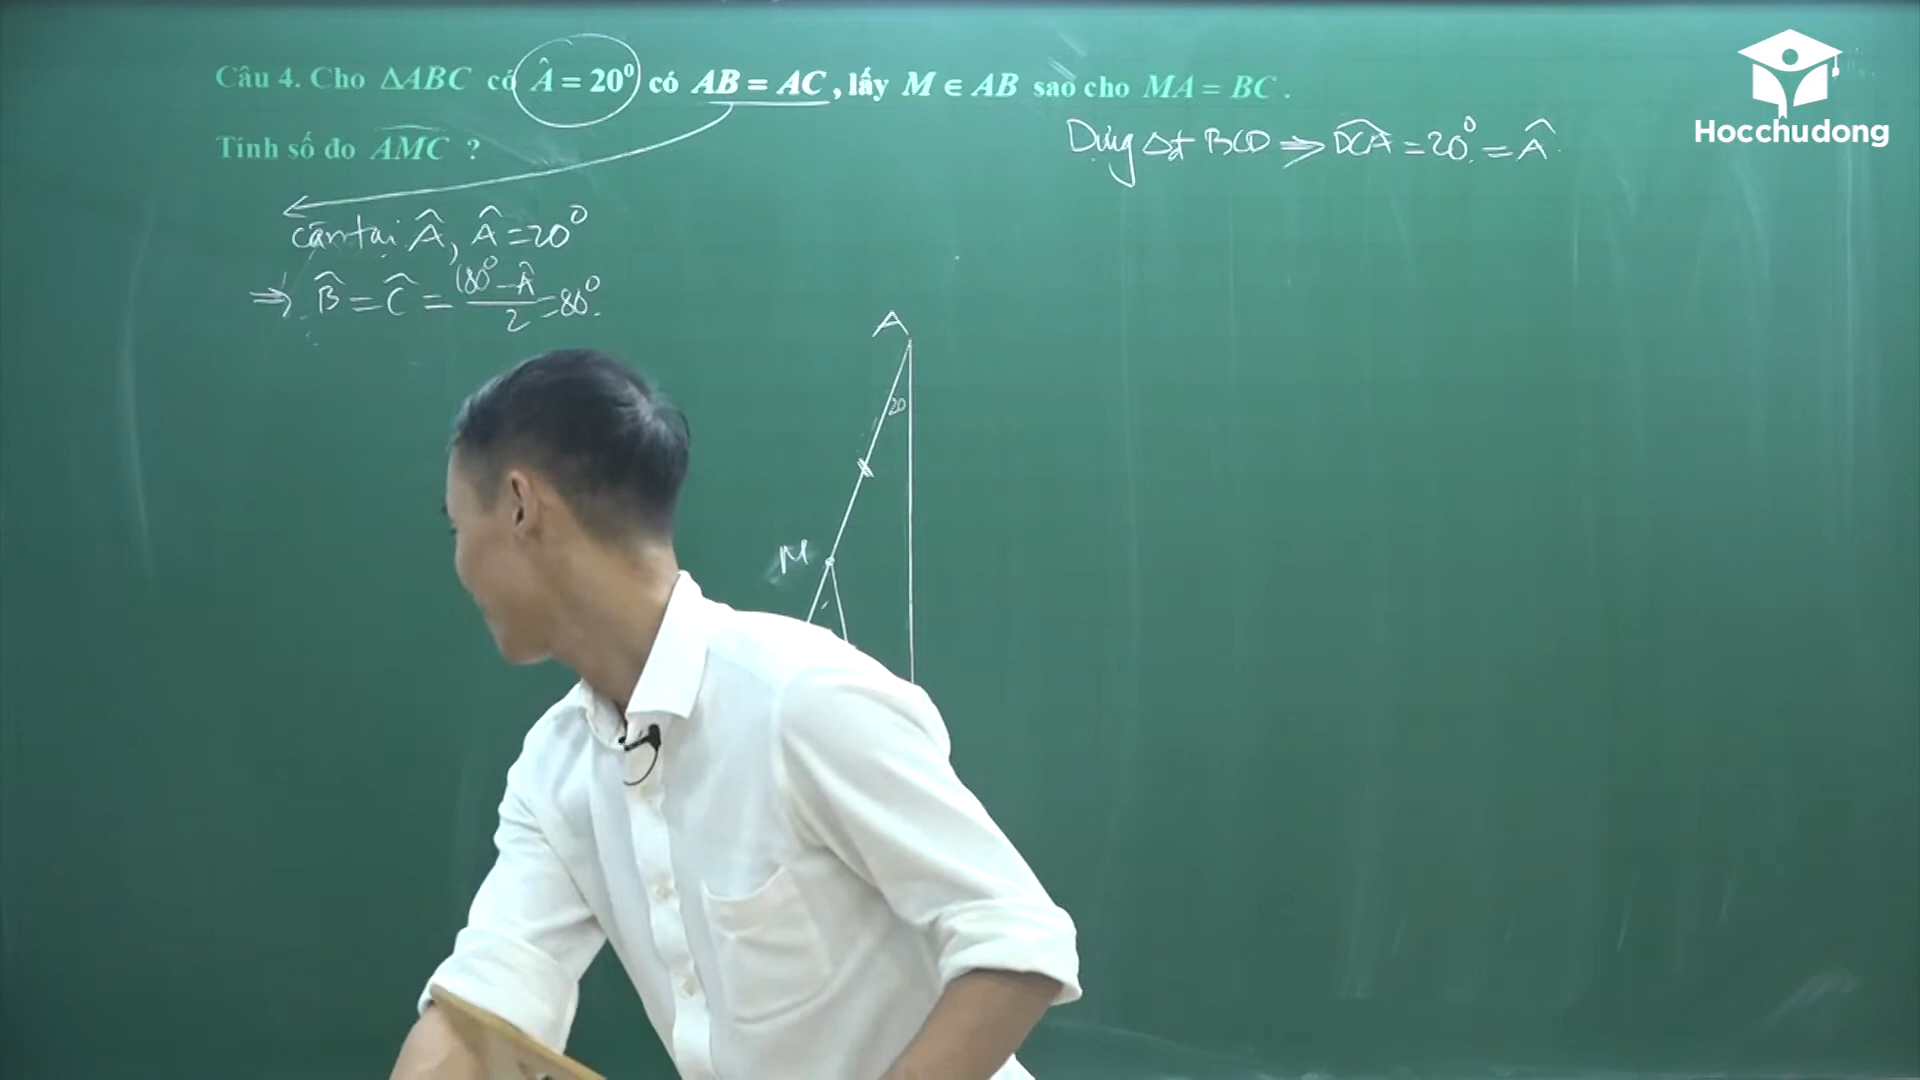 Câu 4. Cho ΔABC có Â = 20⁰ có AB = AC, lấy M ∈ AB sao cho MA = BC.
Tính số đo AMC ?
Dựng Δđ BCD ⇒ DCA = 20⁰ = Â
Hocchudong
cân tại Â, Â = 20⁰
⇒ B̂ = Ĉ = (180⁰ − Â)/2 = 80⁰.
A
20
M